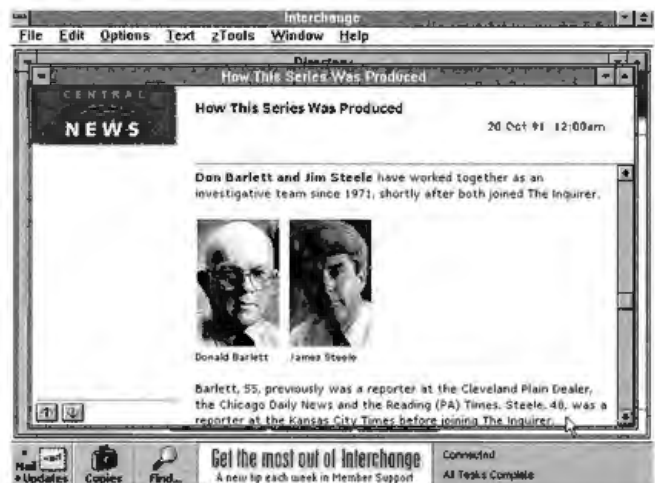 Interchange
File Edit Options Text zTools Window Help
Directory
How This Series Was Produced
CENTRAL
NEWS
How This Series Was Produced
20 Oct 91 12:00am
Don Barlett and Jim Steele have worked together as an
investigative team since 1971, shortly after both joined The Inquirer.
Donald Barlett James Steele
Barlett, 55, previously was a reporter at the Cleveland Plain Dealer,
the Chicago Daily News and the Reading (PA) Times. Steele, 48, was a
reporter at the Kansas City Times before joining The Inquirer.
Mail
Updates Copies Find...
Get the most out of Interchange
A new tip each week in Member Support
Connected
All Tasks Complete